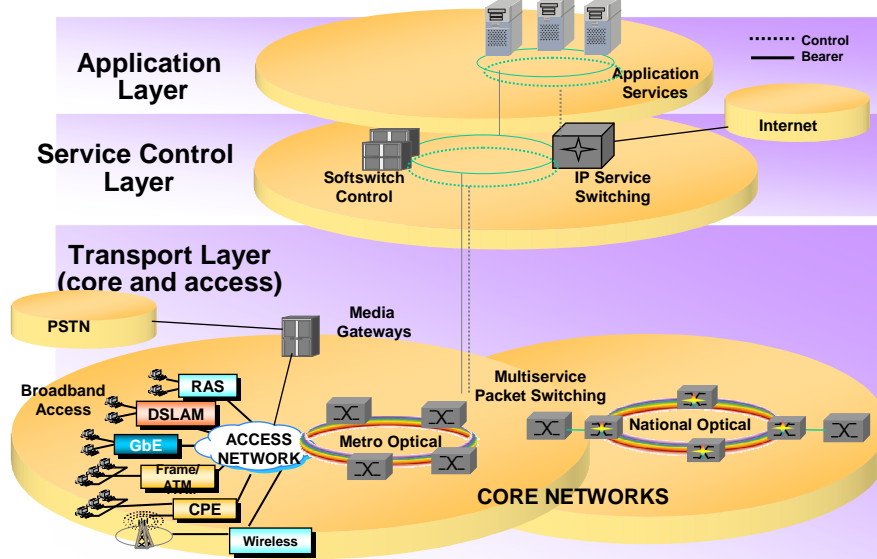 Application
Layer
Application
Services
Control
Bearer
Internet
Service Control
Layer
Softswitch
Control
IP Service
Switching
Transport Layer
(core and access)
PSTN
Media
Gateways
Broadband
Access
RAS
DSLAM
GbE
Frame/
ATM
CPE
Wireless
ACCESS
NETWORK
Metro Optical
Multiservice
Packet Switching
National Optical
CORE NETWORKS